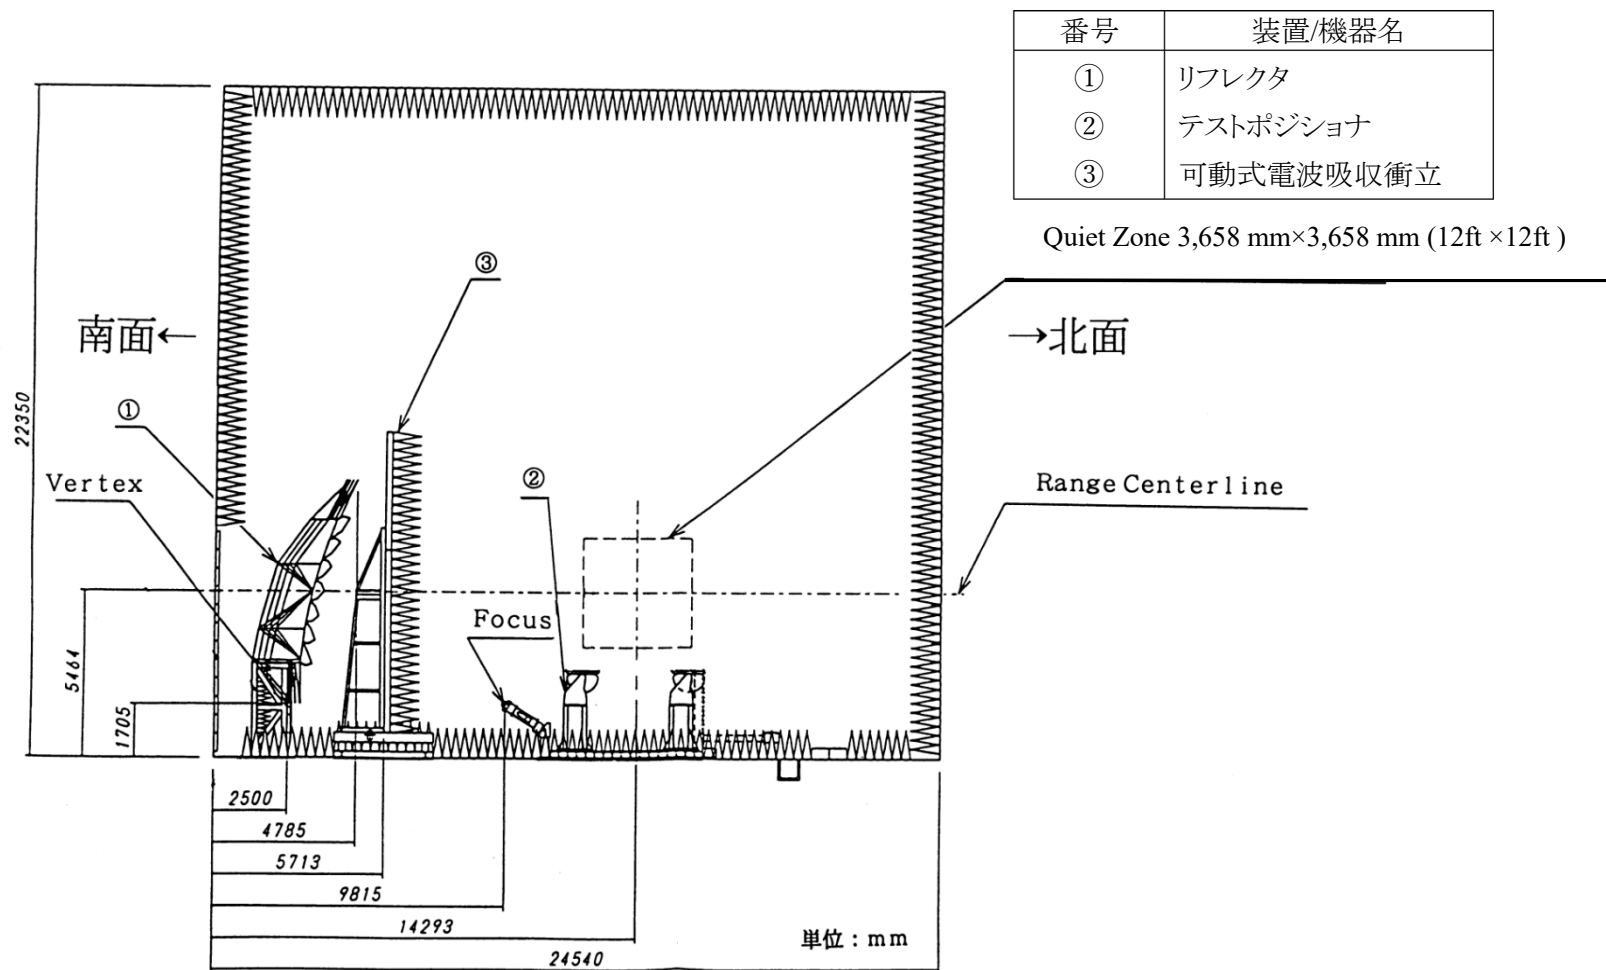 番号 装置/機器名
① リフレクタ
② テストポジショナ
③ 可動式電波吸収衝立
Quiet Zone 3,658 mm×3,658 mm (12ft ×12ft )
③
南面←
→北面
22350
①
Vertex
②
Range Centerline
Focus
5464
1705
2500
4785
5713
9815
14293
単位：mm
24540